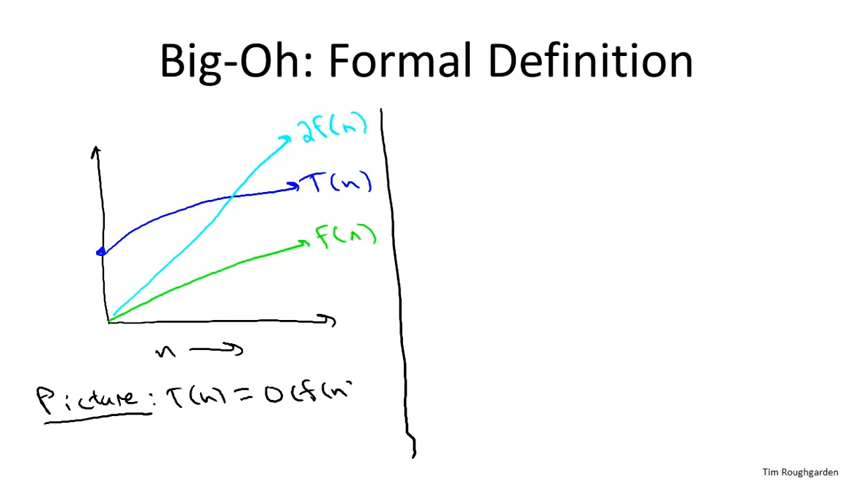 Big-Oh: Formal Definition
2f(n)
T(n)
f(n)
n
Picture: T(n) = O(f(n)
Tim Roughgarden